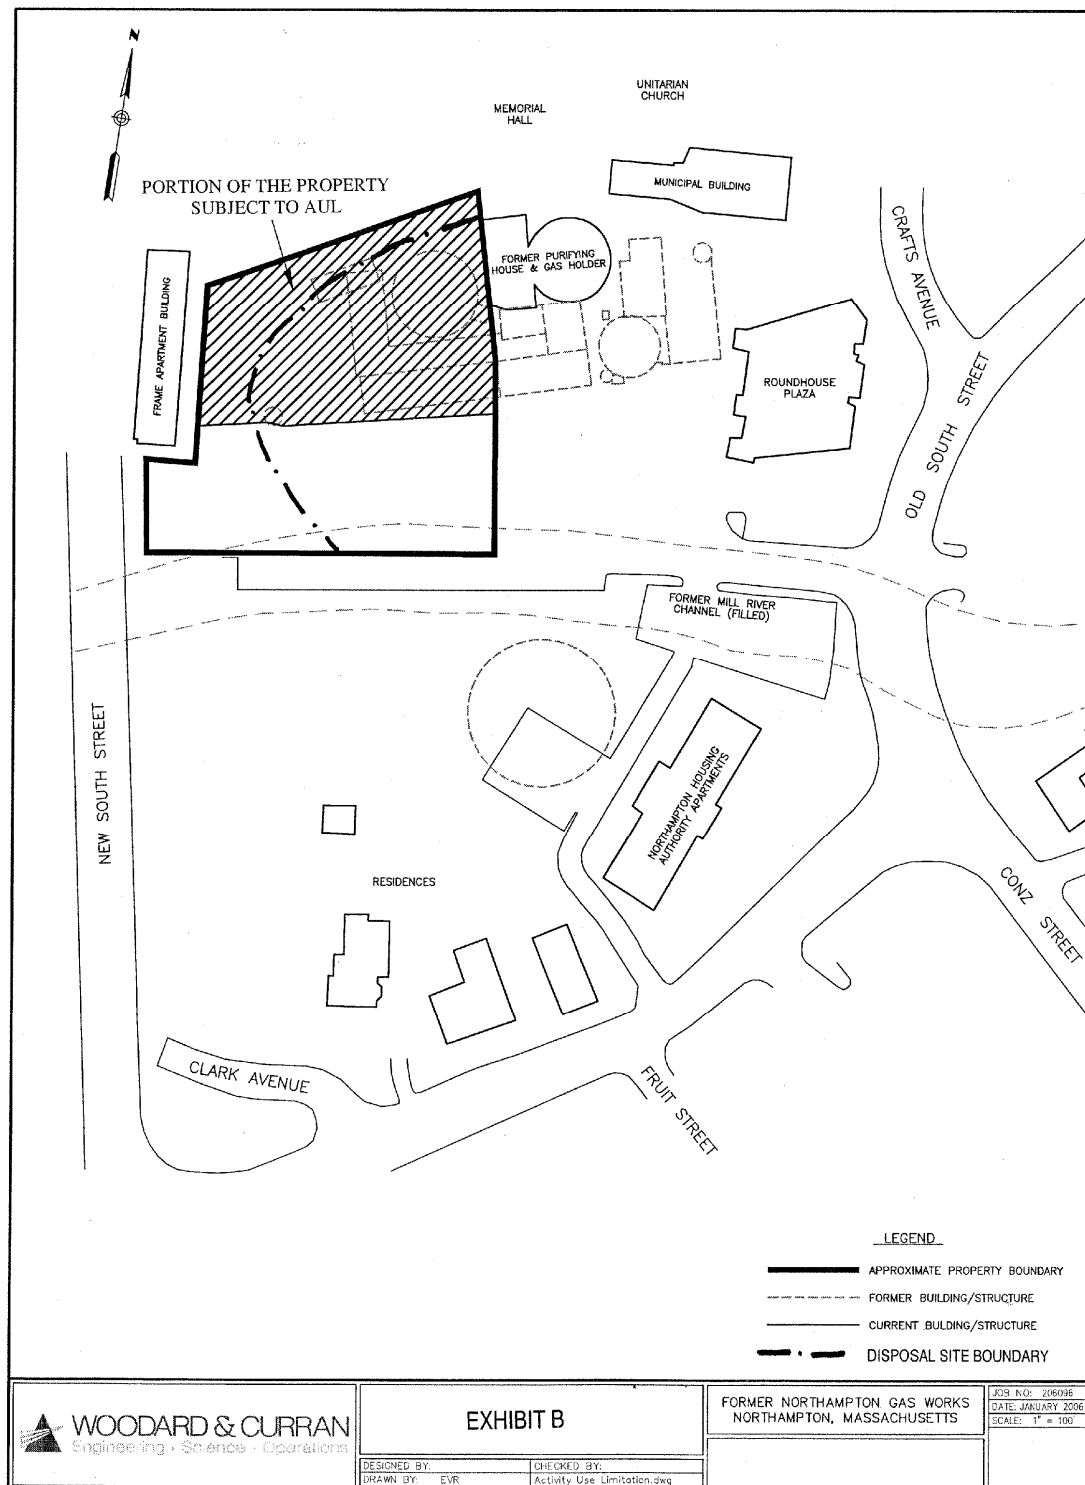 N
UNITARIAN
CHURCH
MEMORIAL
HALL
MUNICIPAL BUILDING
PORTION OF THE PROPERTY
SUBJECT TO AUL
FORMER PURIFYING
HOUSE & GAS HOLDER
CRAFTS AVENUE
FRAME APARTMENT BUILDING
ROUNDHOUSE
PLAZA
OLD SOUTH STREET
FORMER MILL RIVER
CHANNEL (FILLED)
NEW SOUTH STREET
NORTHAMPTON HOUSING
AUTHORITY APARTMENTS
RESIDENCES
CONZ STREET
CLARK AVENUE
FRUIT STREET
LEGEND
APPROXIMATE PROPERTY BOUNDARY
FORMER BUILDING/STRUCTURE
CURRENT BULDING/STRUCTURE
DISPOSAL SITE BOUNDARY
WOODARD & CURRAN
Engineering · Science · Operations
EXHIBIT B
DESIGNED BY:
CHECKED BY:
DRAWN BY: EVR
Activity Use Limitation.dwg
FORMER NORTHAMPTON GAS WORKS
NORTHAMPTON, MASSACHUSETTS
JOB NO: 206096
DATE: JANUARY 2006
SCALE: 1" = 100'